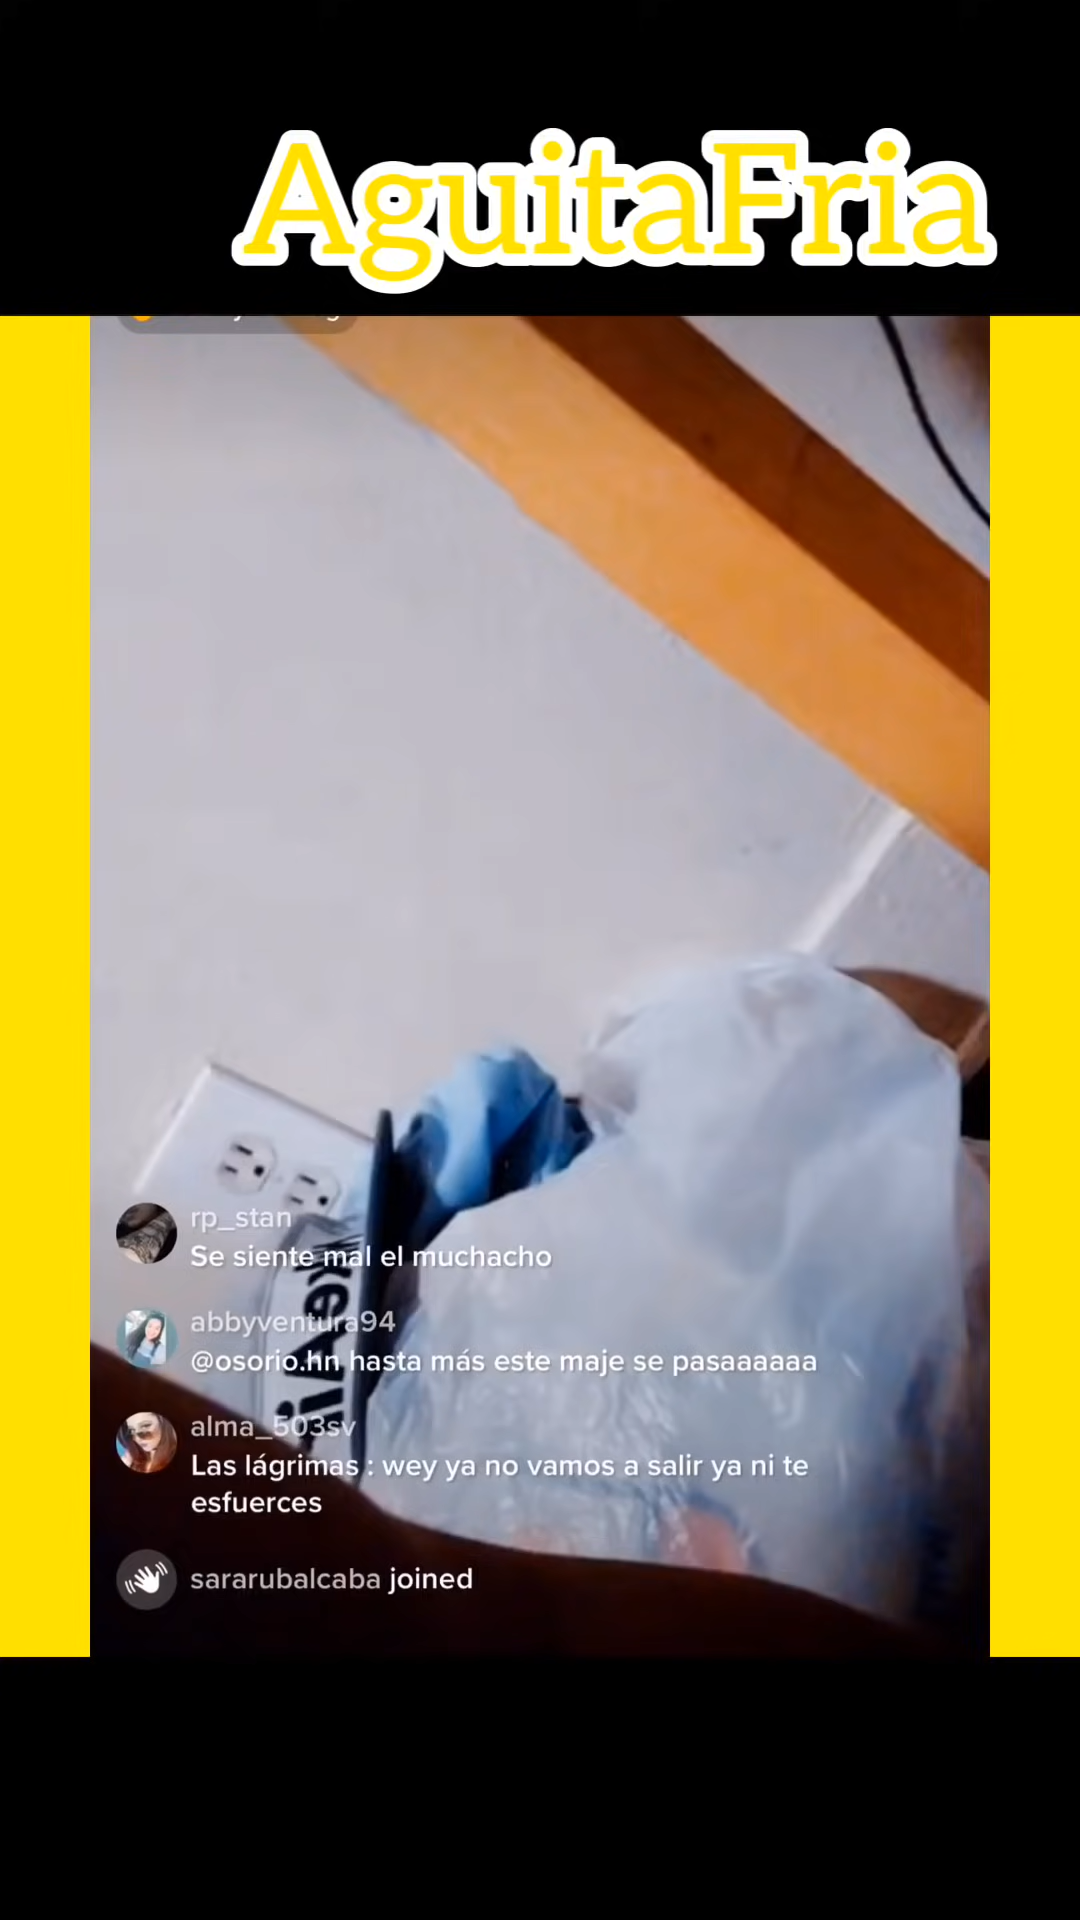 AguitaFria
rp_stan
Se siente mal el muchacho
abbyventura94
@osorio.hn hasta más este maje se pasaaaaaa
alma_503sv
Las lágrimas : wey ya no vamos a salir ya ni te
esfuerces
sararubalcaba joined